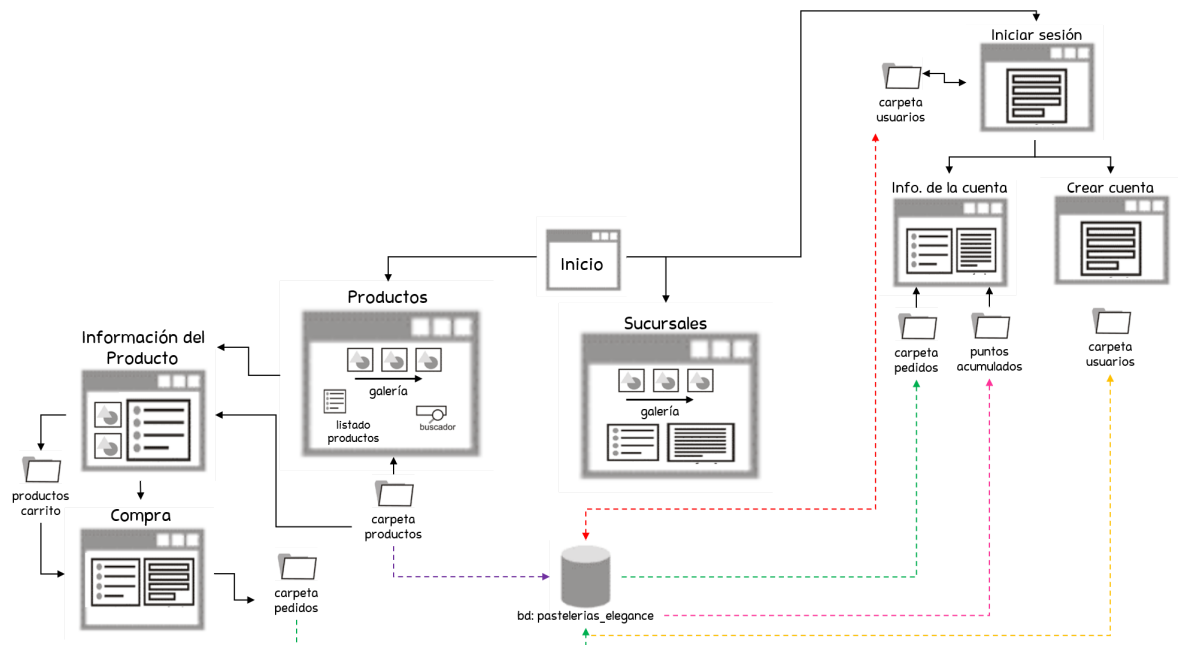 Iniciar sesión
carpeta
usuarios
Info. de la cuenta
Crear cuenta
Inicio
Productos
Sucursales
Información del
Producto
galería
listado
productos
buscador
galería
carpeta
pedidos
puntos
acumulados
carpeta
usuarios
productos
carrito
Compra
carpeta
productos
carpeta
pedidos
bd: pastelerias_elegance